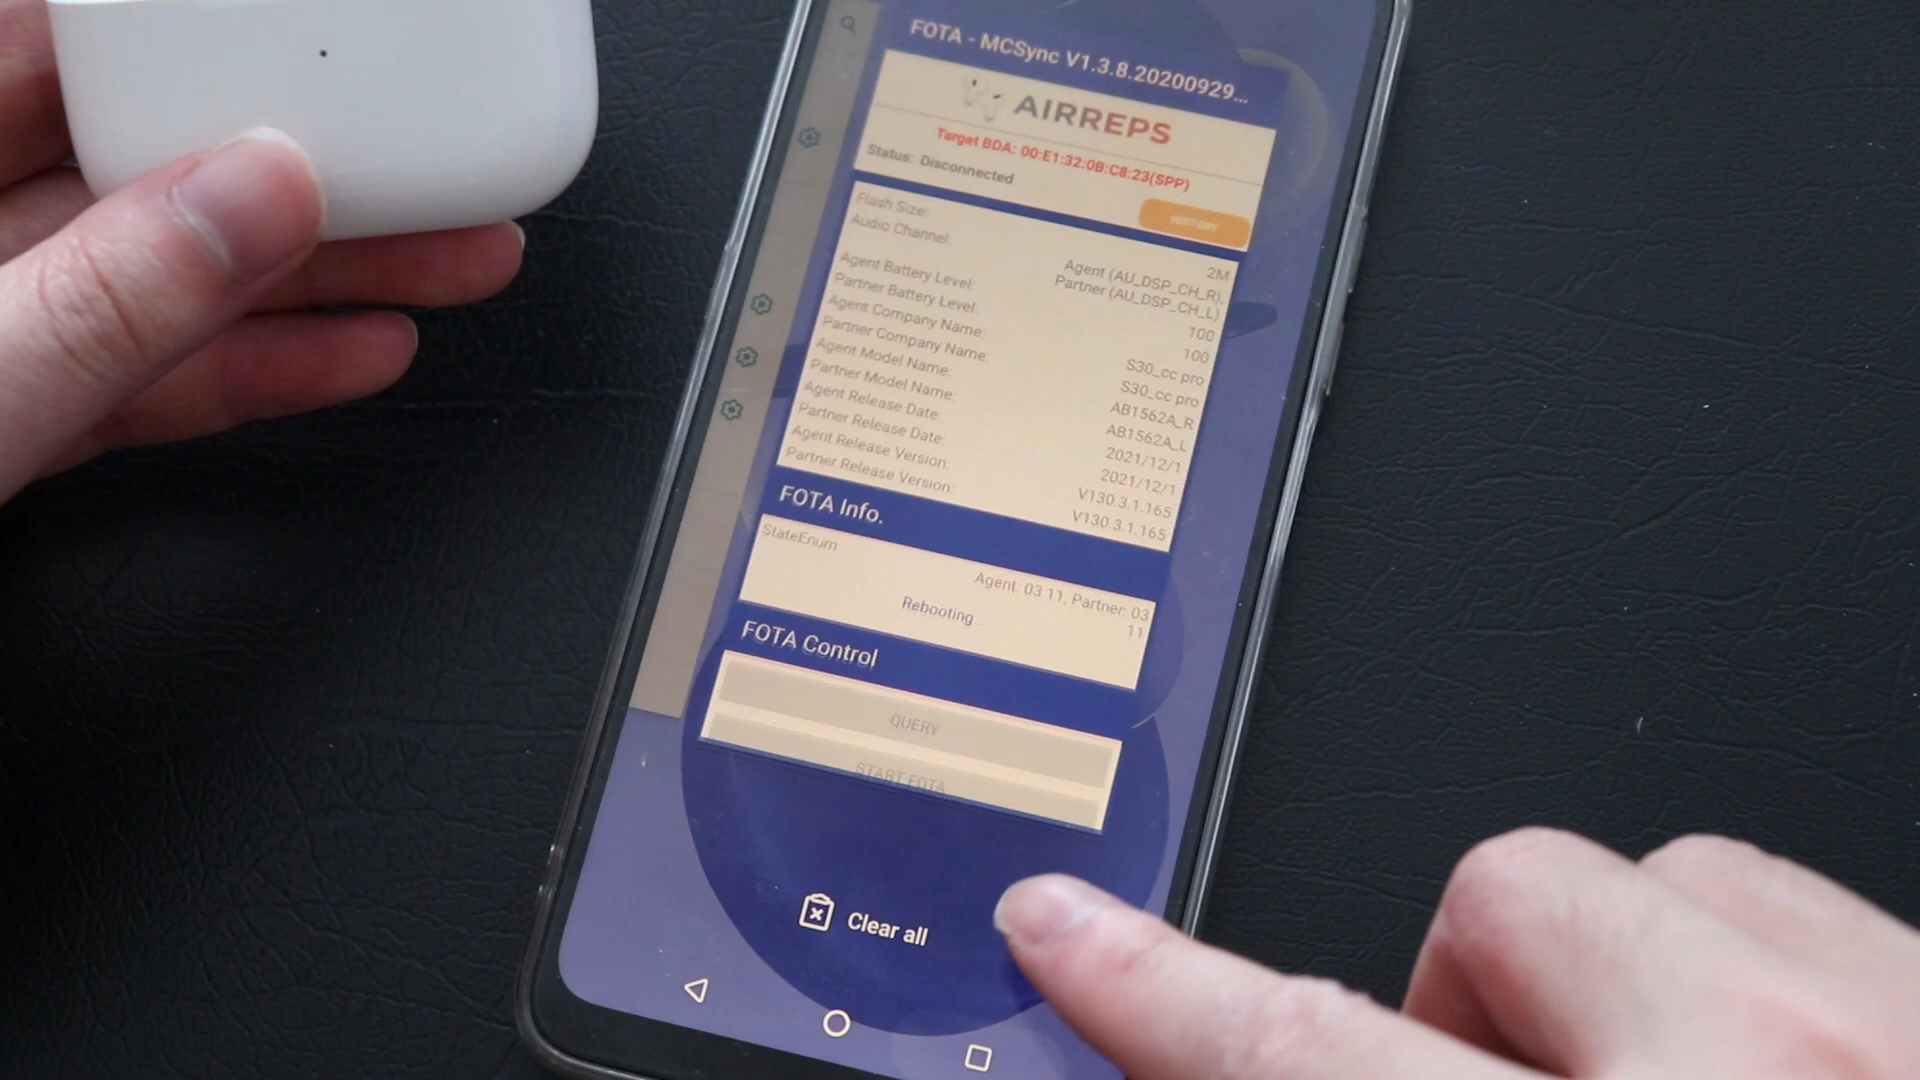 FOTA - MCSync V1.3.8.20200929...
AIRREPS
Target BDA: 00:E1:32:0B:C8:23(SPP)
Status: Disconnected
HISTORY
Flash Size: 2M
Audio Channel: Agent (AU_DSP_CH_R),
Partner (AU_DSP_CH_L)
Agent Battery Level: 100
Partner Battery Level: 100
Agent Company Name: S30_cc pro
Partner Company Name: S30_cc pro
Agent Model Name: AB1562A_R
Partner Model Name: AB1562A_L
Agent Release Date: 2021/12/1
Partner Release Date: 2021/12/1
Agent Release Version: V130.3.1.165
Partner Release Version: V130.3.1.165
FOTA Info.
StateEnum
Agent: 03 11, Partner: 03
11
Rebooting...
FOTA Control
QUERY
START FOTA
Clear all